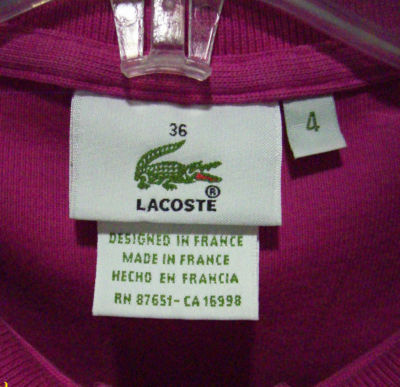 36
LACOSTE®
4
DESIGNED IN FRANCE
MADE IN FRANCE
HECHO EN FRANCIA
RN 87651-CA 16998